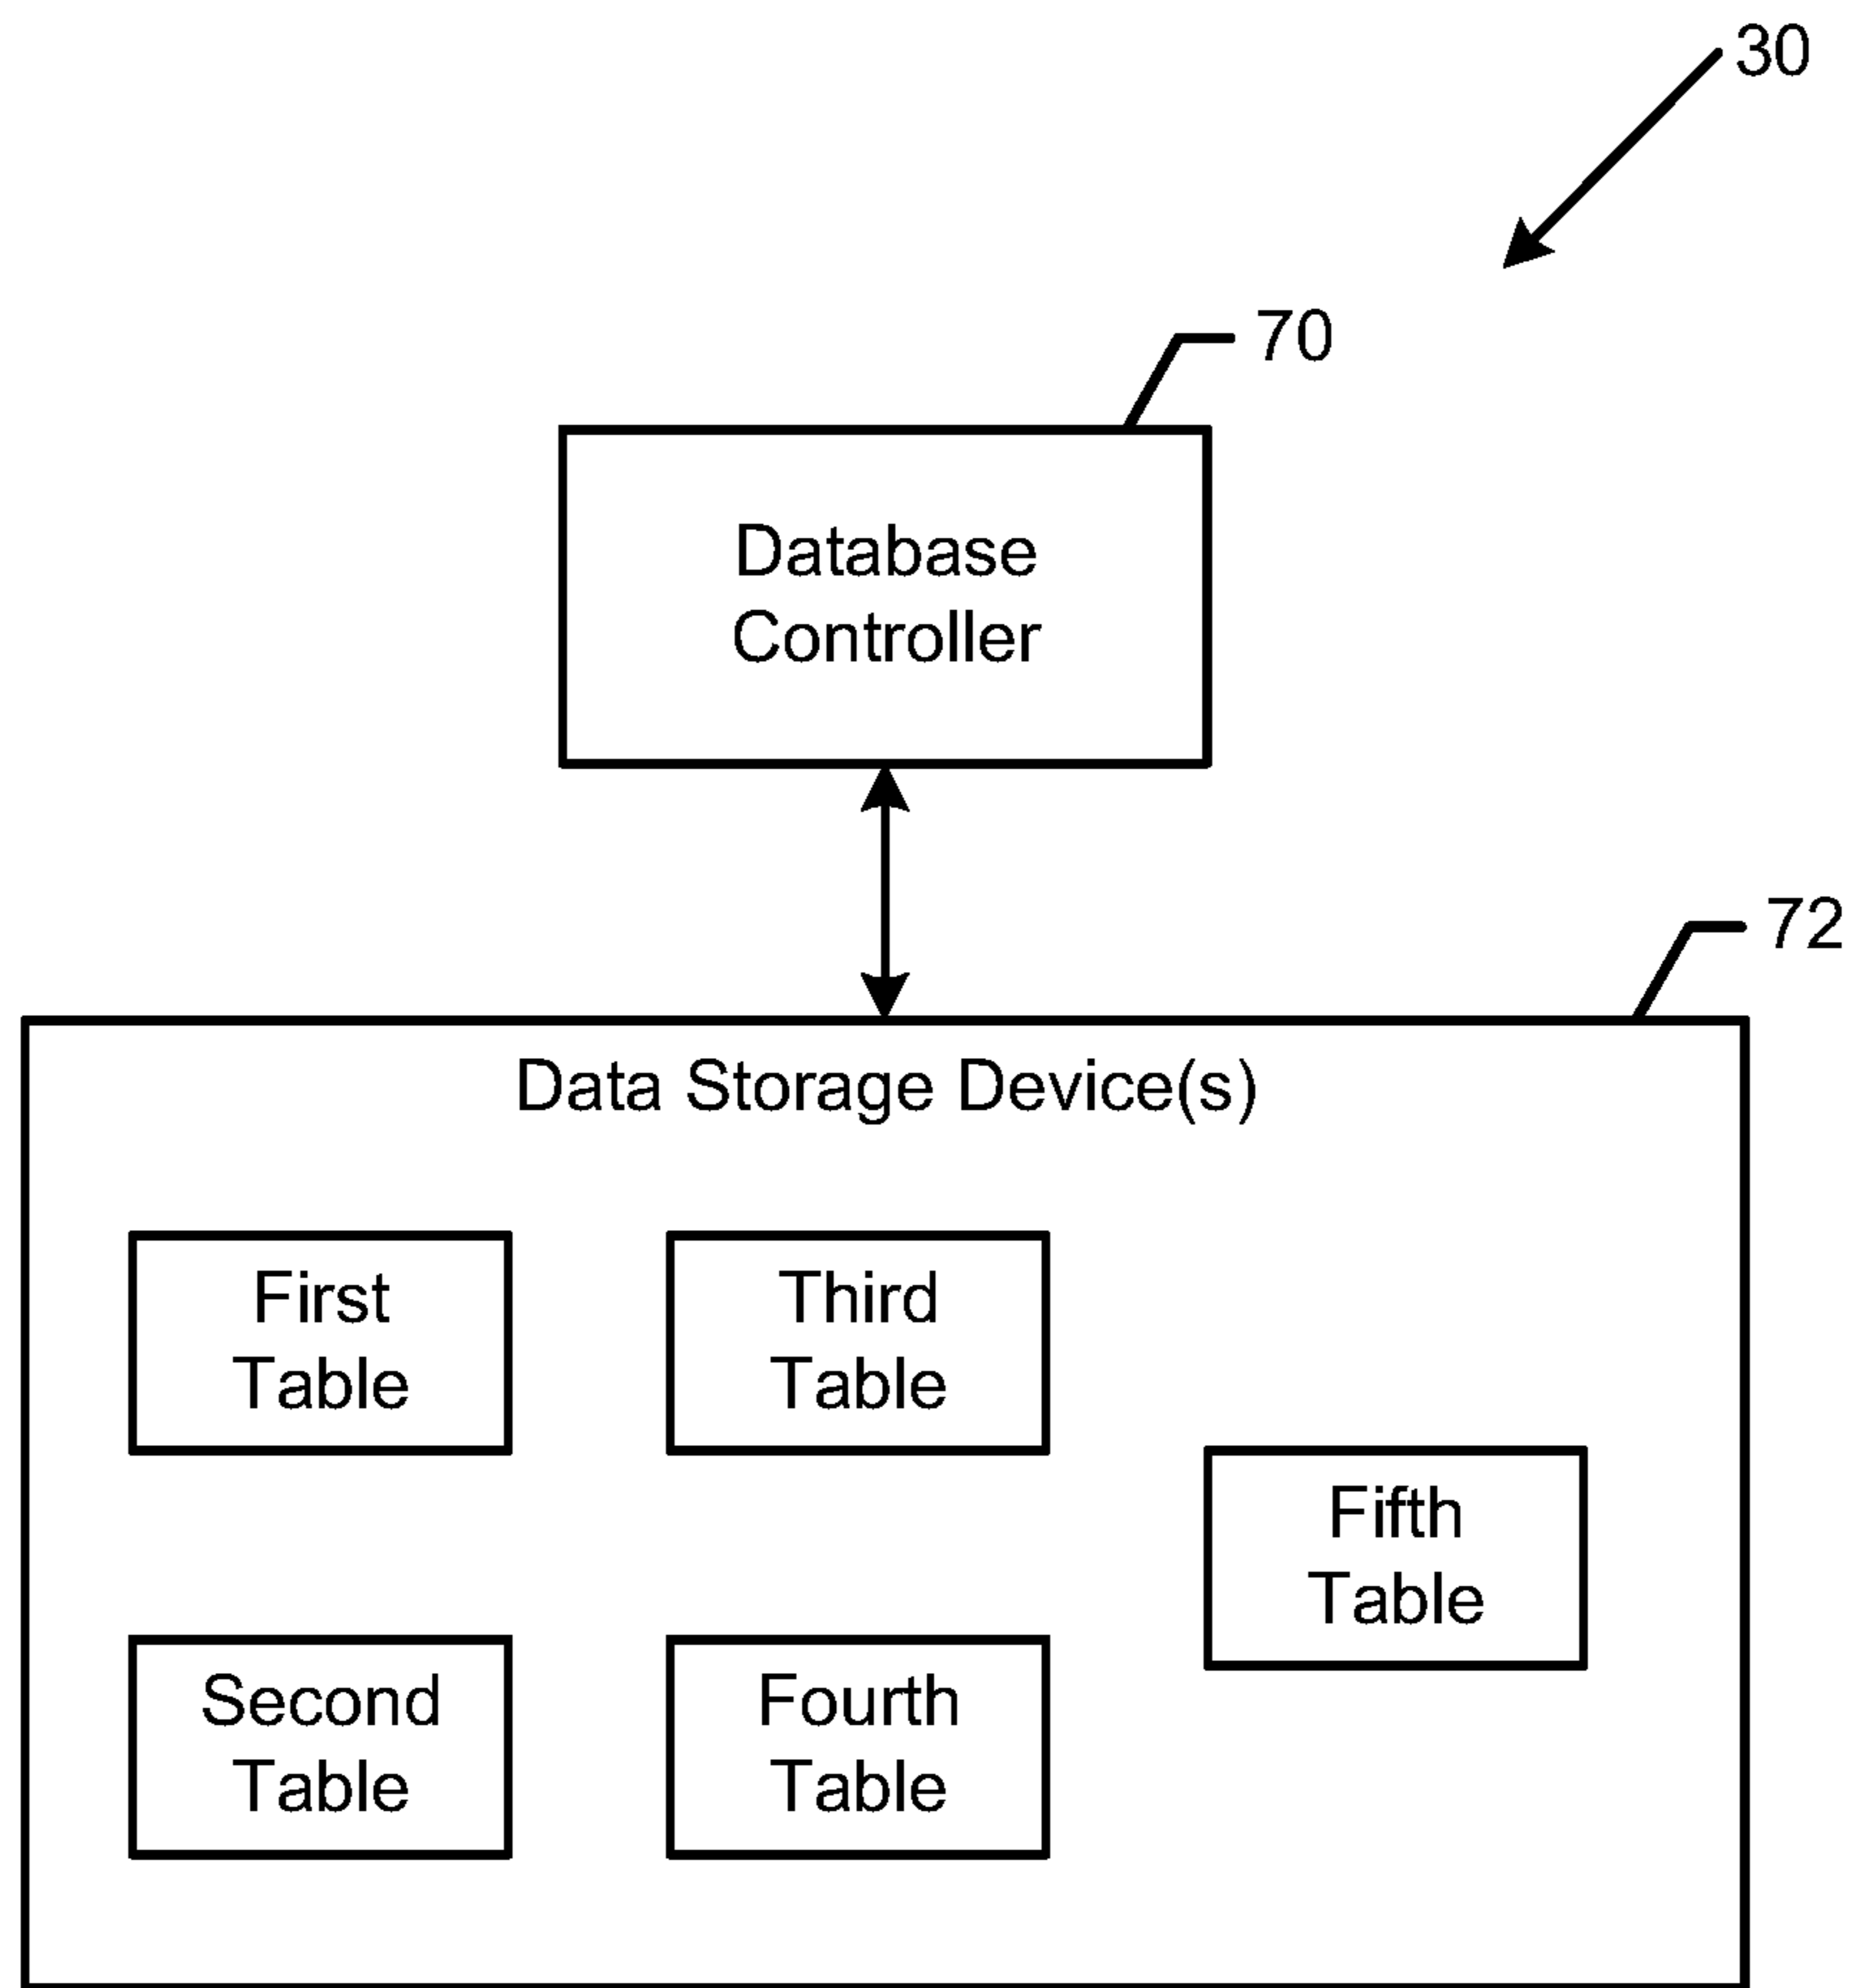 30
70
Database
Controller
72
Data Storage Device(s)
First
Table
Third
Table
Fifth
Table
Second
Table
Fourth
Table